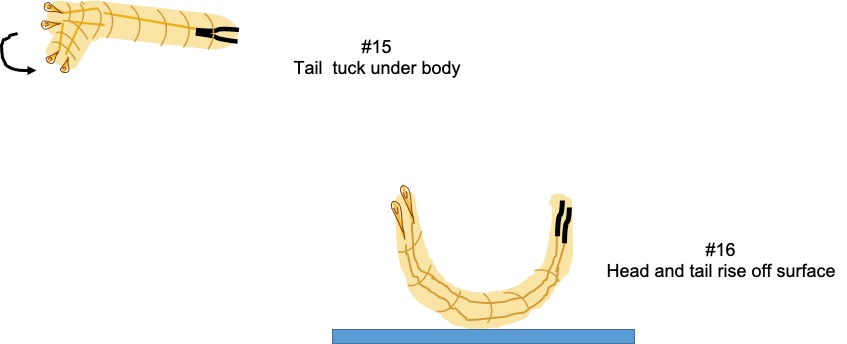 #15
Tail  tuck under body
#16
Head and tail rise off surface